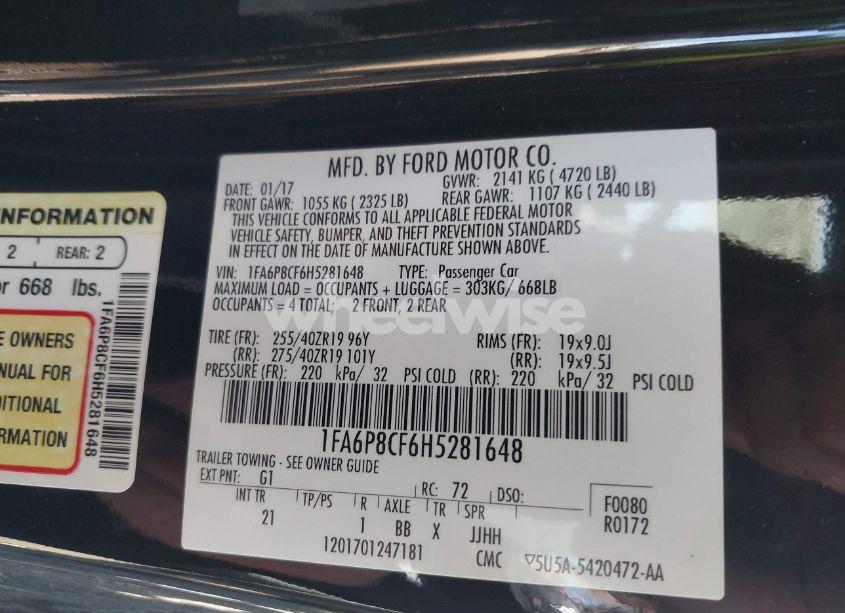 INFORMATION
2 REAR: 2
or 668 lbs.
E OWNERS
NUAL FOR
DITIONAL
ORMATION
1FA6P8CF6H5281648
MFD. BY FORD MOTOR CO.
DATE: 01/17 GVWR: 2141 KG ( 4720 LB)
FRONT GAWR: 1055 KG ( 2325 LB) REAR GAWR: 1107 KG ( 2440 LB)
THIS VEHICLE CONFORMS TO ALL APPLICABLE FEDERAL MOTOR
VEHICLE SAFETY, BUMPER, AND THEFT PREVENTION STANDARDS
IN EFFECT ON THE DATE OF MANUFACTURE SHOWN ABOVE.
VIN: 1FA6P8CF6H5281648 TYPE: Passenger Car
MAXIMUM LOAD = OCCUPANTS + LUGGAGE = 303KG/ 668LB
OCCUPANTS = 4 TOTAL; 2 FRONT, 2 REAR
wheelwise
TIRE (FR): 255/40ZR19 96Y RIMS (FR): 19x9.0J
(RR): 275/40ZR19 101Y (RR): 19x9.5J
PRESSURE (FR): 220 kPa/ 32 PSI COLD (RR): 220 kPa/ 32 PSI COLD
1FA6P8CF6H5281648
TRAILER TOWING - SEE OWNER GUIDE
EXT PNT: G1 RC: 72 DSO:
F0080
R0172
INT TR TP/PS R AXLE TR SPR
21 1 BB X JJHH
1201701247181 CMC ▽5U5A-5420472-AA